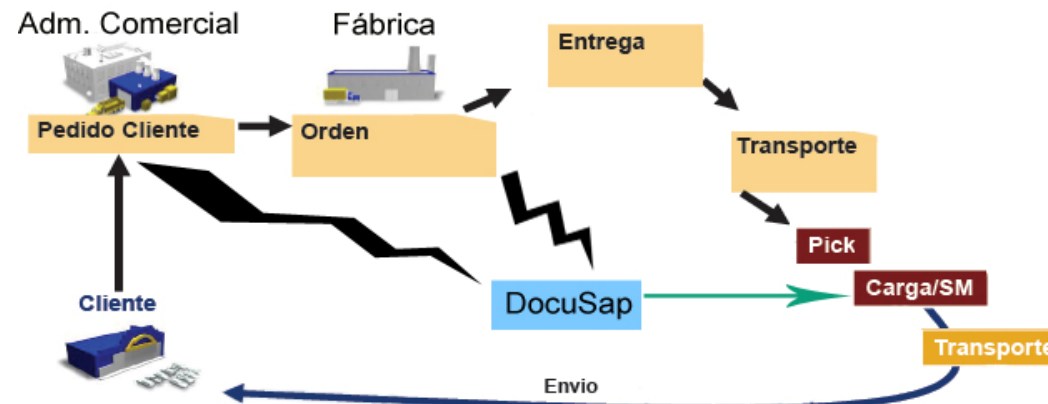 Adm. Comercial
Fábrica
Entrega
Pedido Cliente
Orden
Transporte
Pick
Carga/SM
Cliente
DocuSap
Transporte
Envio